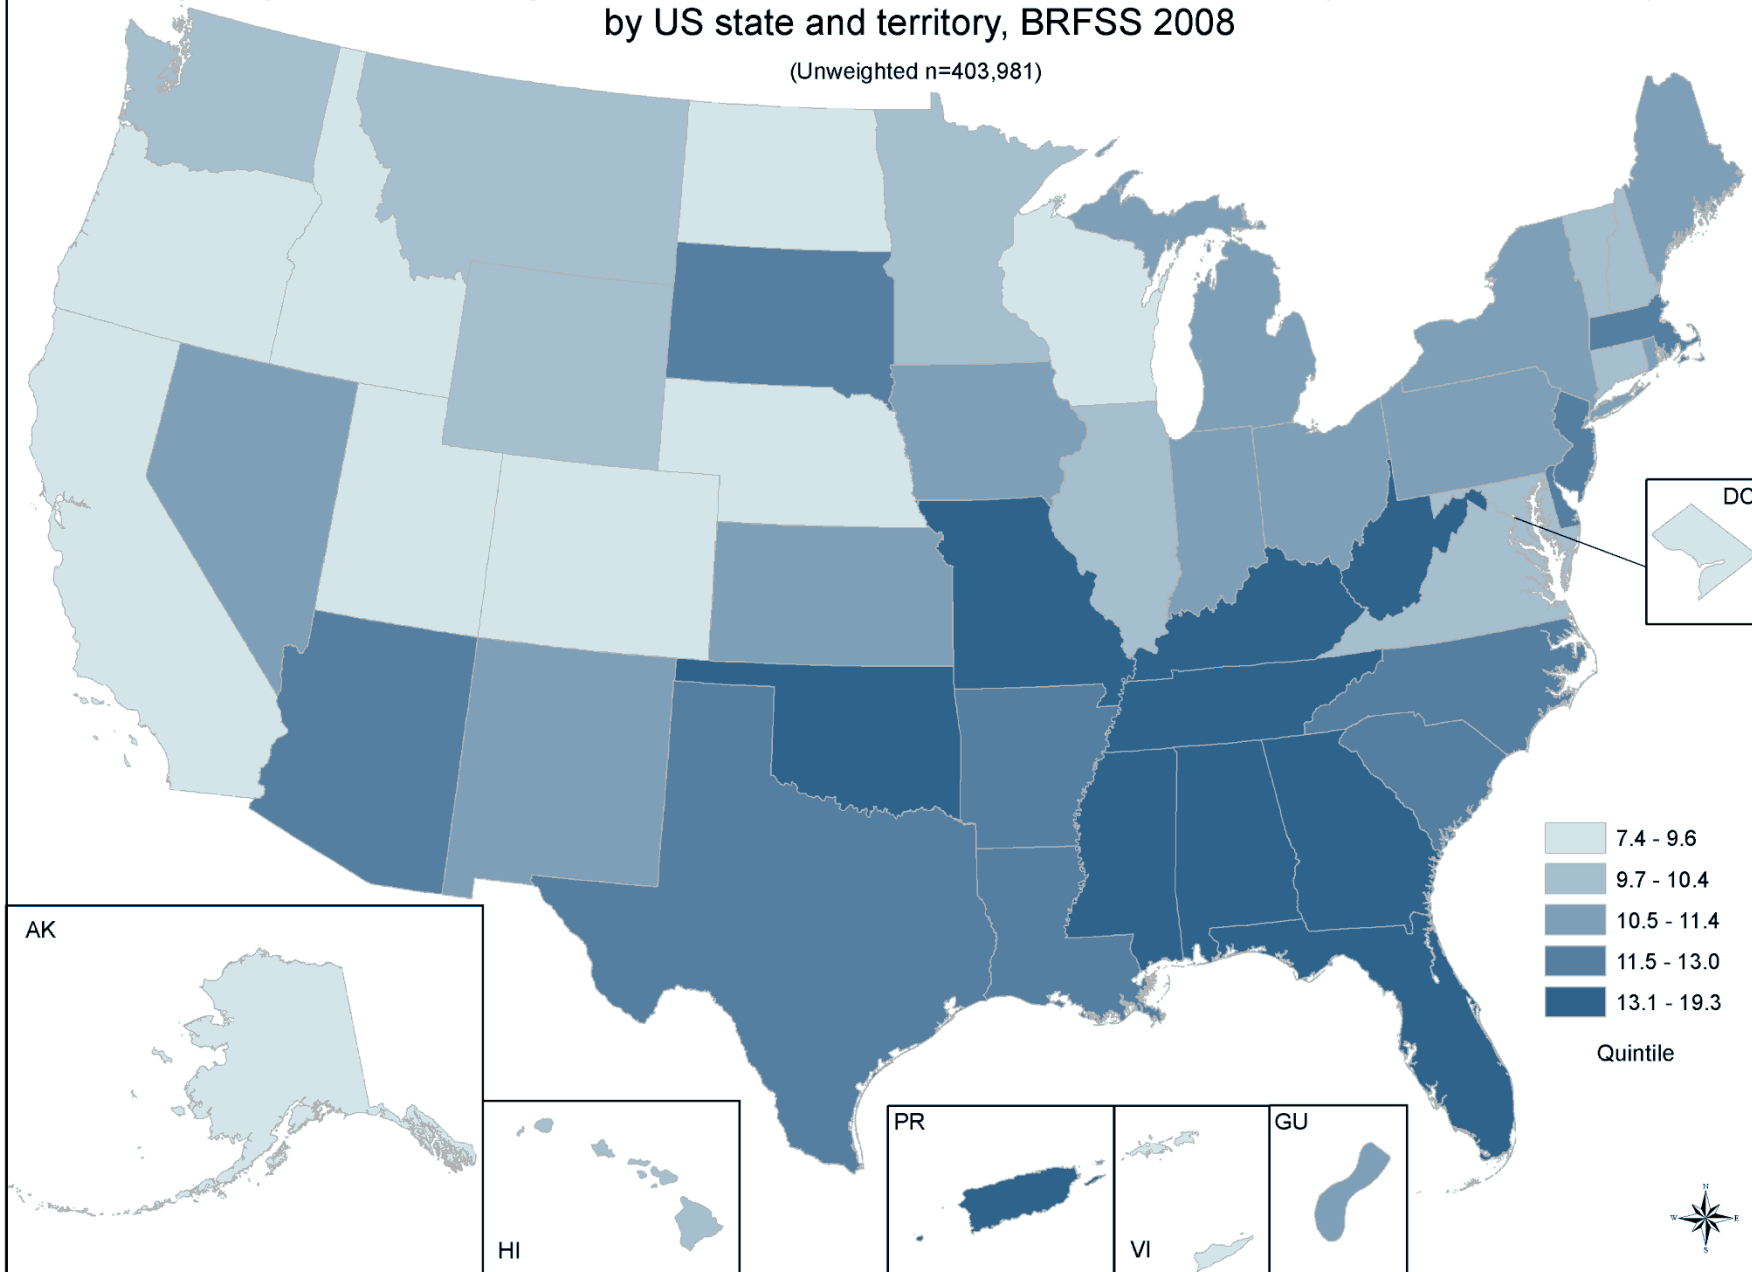 by US state and territory, BRFSS 2008
(Unweighted n=403,981)
DC
7.4 - 9.6
9.7 - 10.4
10.5 - 11.4
11.5 - 13.0
13.1 - 19.3
Quintile
AK
HI
PR
VI
GU
N
W
E
S